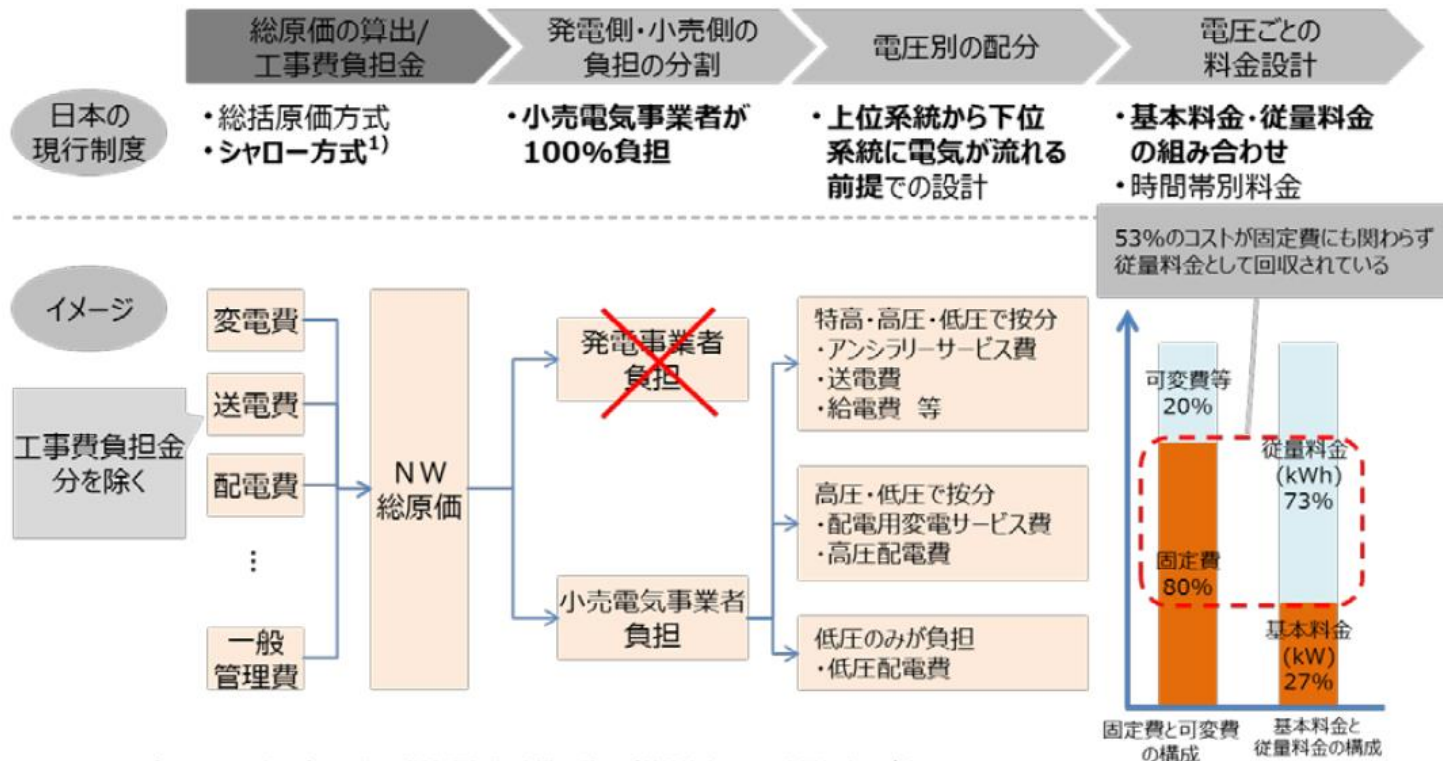 総原価の算出/
工事費負担金
発電側・小売側の
負担の分割
電圧別の配分
電圧ごとの
料金設計
日本の
現行制度
・総括原価方式
・シャロー方式1)
・小売電気事業者が
100%負担
・上位系統から下位
系統に電気が流れる
前提での設計
・基本料金・従量料金
の組み合わせ
・時間帯別料金
53%のコストが固定費にも関わらず
従量料金として回収されている
イメージ
工事費負担金
分を除く
変電費
送電費
配電費
⋮
一般
管理費
NW
総原価
発電事業者
負担
小売電気事業者
負担
特高・高圧・低圧で按分
・アンシラリーサービス費
・送電費
・給電費 等
高圧・低圧で按分
・配電用変電サービス費
・高圧配電費
低圧のみが負担
・低圧配電費
可変費等
20%
固定費
80%
従量料金
(kWh)
73%
基本料金
(kW)
27%
固定費と可変費
の構成
基本料金と
従量料金の構成